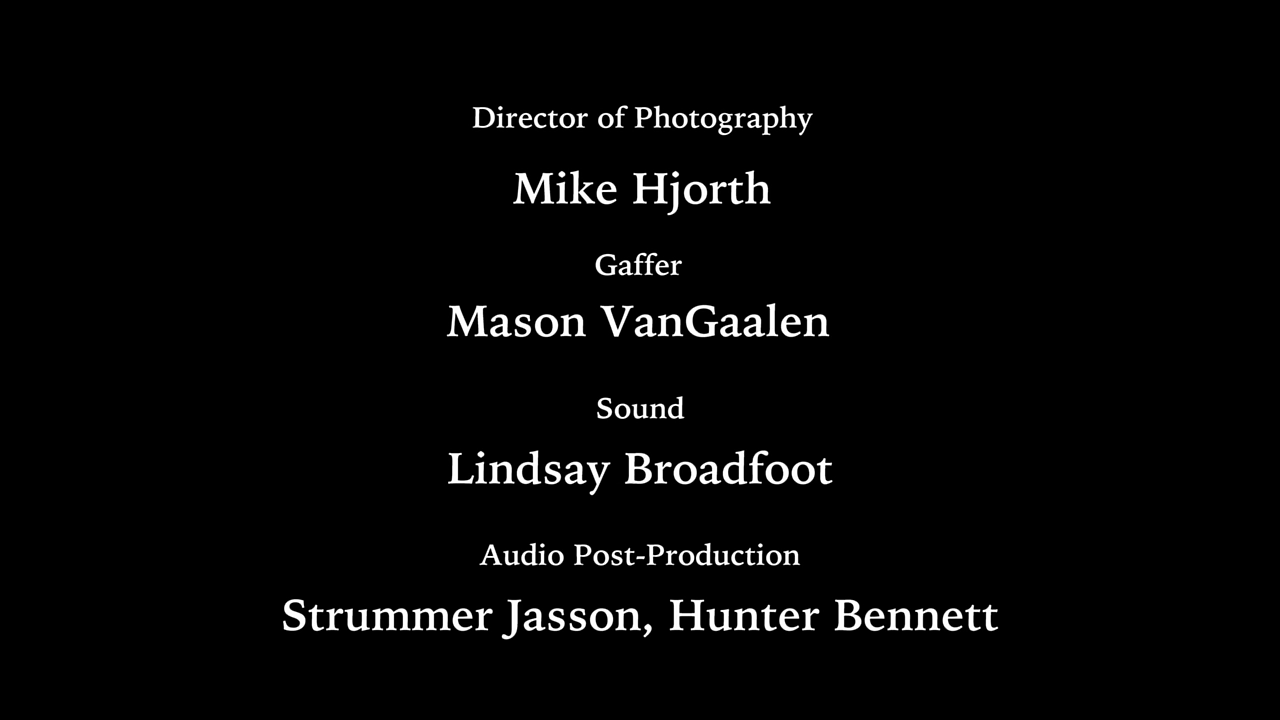 Director of Photography
Mike Hjorth
Gaffer
Mason VanGaalen
Sound
Lindsay Broadfoot
Audio Post-Production
Strummer Jasson, Hunter Bennett